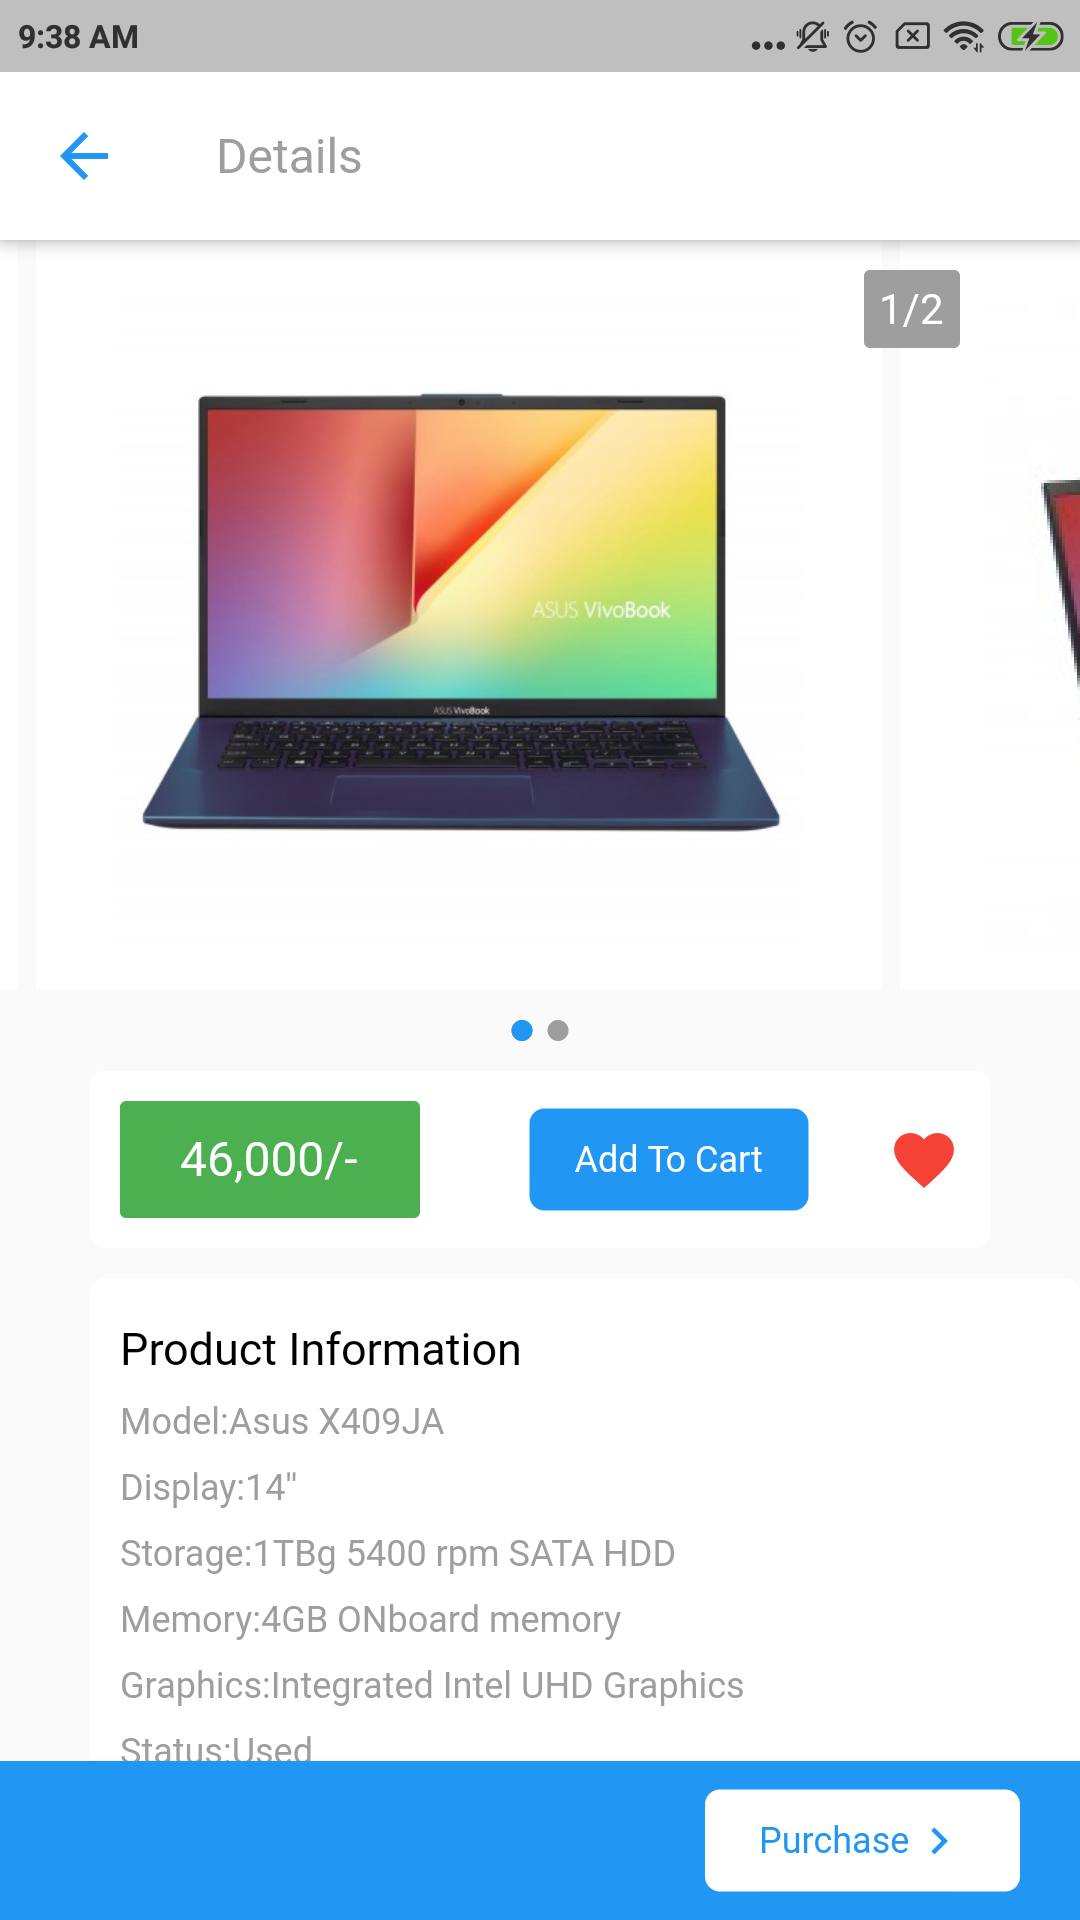 9:38 AM
Details
1/2
ASUS VivoBook
ASUS VivoBook
46,000/-
Add To Cart
Product Information
Model:Asus X409JA
Display:14"
Storage:1TBg 5400 rpm SATA HDD
Memory:4GB ONboard memory
Graphics:Integrated Intel UHD Graphics
Status:Used
Purchase